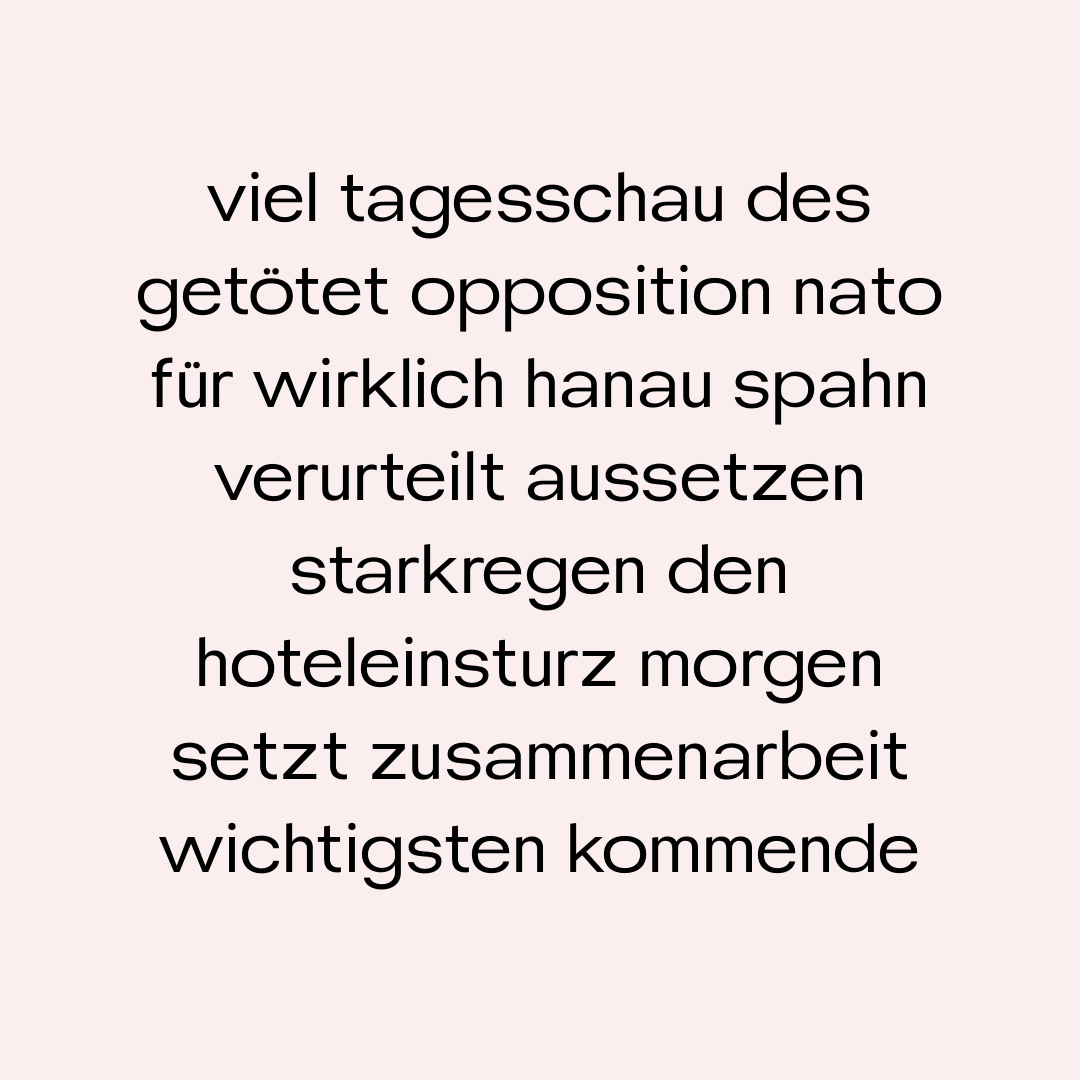 viel tagesschau des
getötet opposition nato
für wirklich hanau spahn
verurteilt aussetzen
starkregen den
hoteleinsturz morgen
setzt zusammenarbeit
wichtigsten kommende